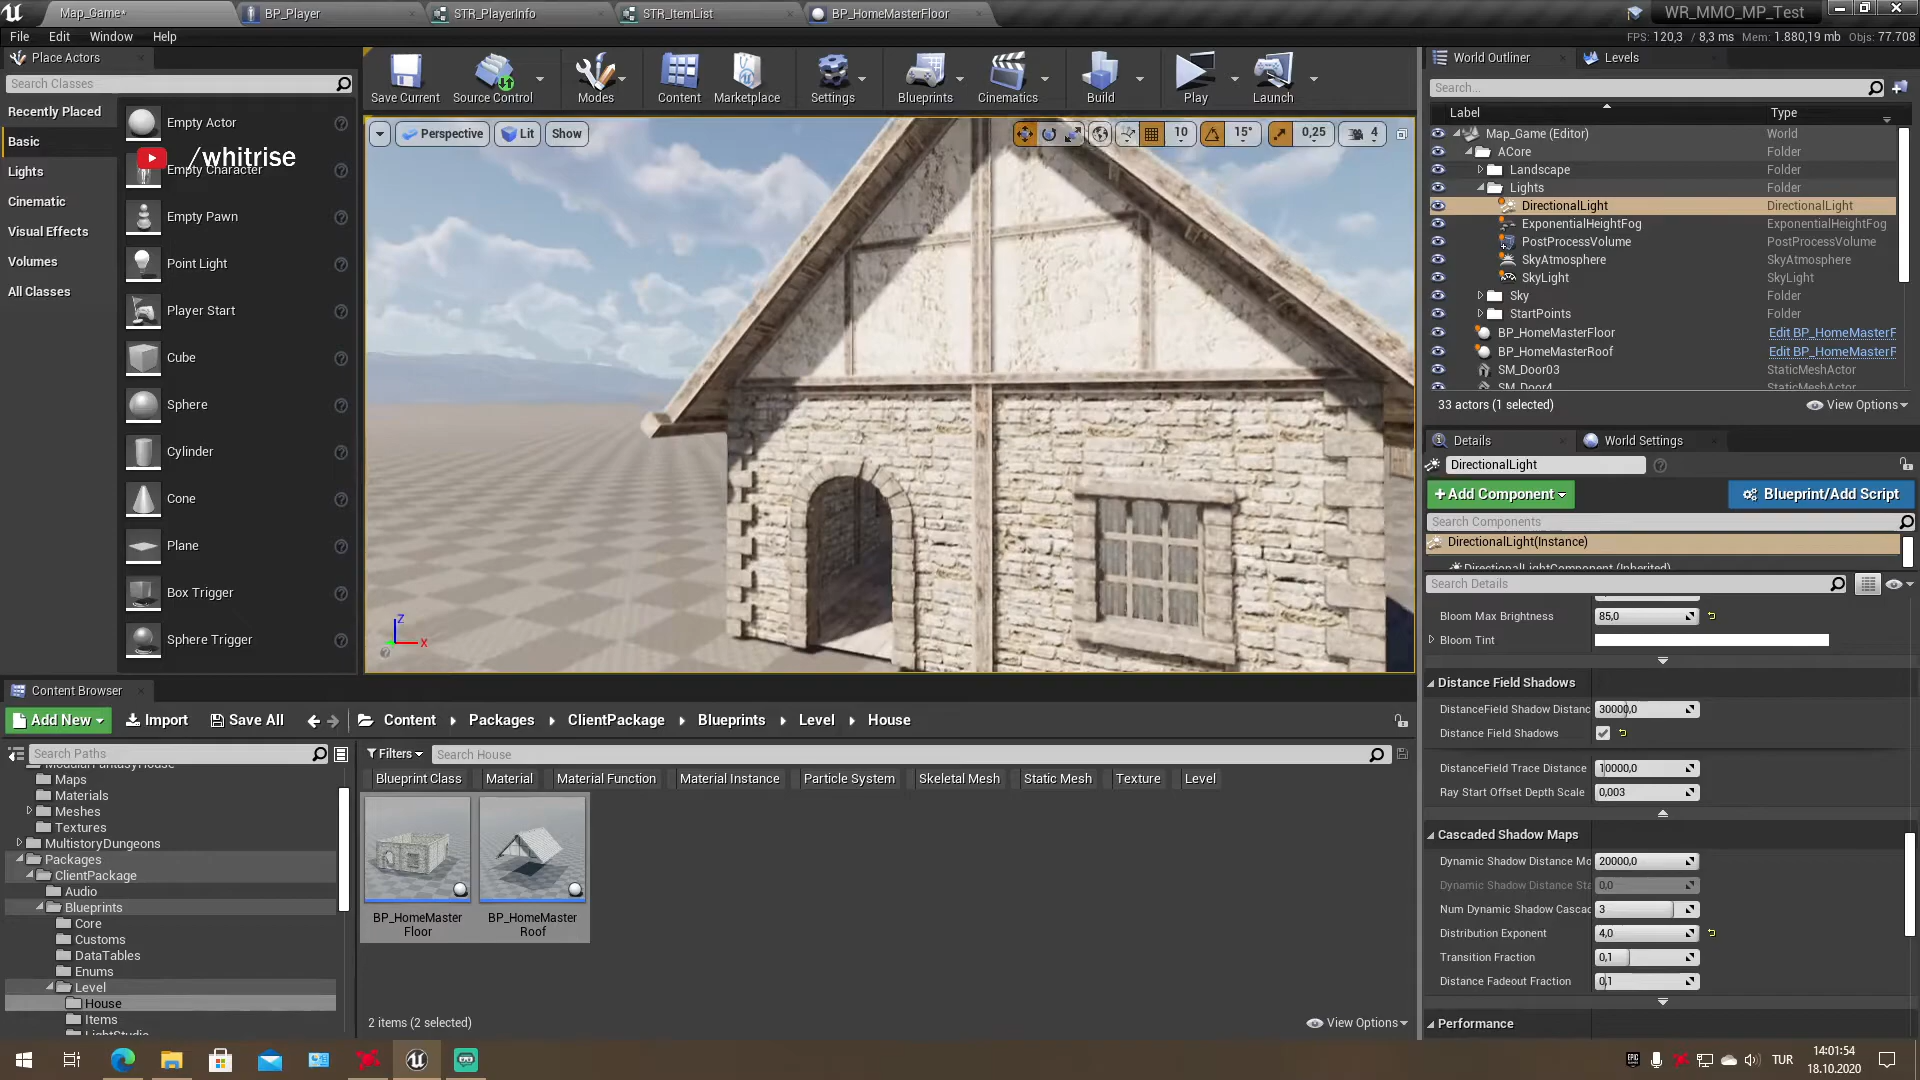 Map_Game*
BP_Player
STR_PlayerInfo
STR_ItemList
BP_HomeMasterFloor
WR_MMO_MP_Test
File
Edit
Window
Help
FPS: 120,3 / 8,3 ms Mem: 1.880,19 mb Objs: 77.708
Place Actors
Search Classes
Recently Placed
Basic
Lights
Cinematic
Visual Effects
Volumes
All Classes
Empty Actor
/whitrise
Empty Character
Empty Pawn
Point Light
Player Start
Cube
Sphere
Cylinder
Cone
Plane
Box Trigger
Sphere Trigger
Save Current
Source Control
Modes
Content
Marketplace
Settings
Blueprints
Cinematics
Build
Play
Launch
Perspective
Lit
Show
10
15°
0,25
4
Z
X
World Outliner
Levels
Search...
Label
Type
Map_Game (Editor) World
ACore Folder
Landscape Folder
Lights Folder
DirectionalLight DirectionalLight
ExponentialHeightFog ExponentialHeightFog
PostProcessVolume PostProcessVolume
SkyAtmosphere SkyAtmosphere
SkyLight SkyLight
Sky Folder
StartPoints Folder
BP_HomeMasterFloor Edit BP_HomeMasterF
BP_HomeMasterRoof Edit BP_HomeMasterF
SM_Door03 StaticMeshActor
SM_Door4 StaticMeshActor
33 actors (1 selected)
View Options
Details
World Settings
DirectionalLight
+Add Component
Blueprint/Add Script
Search Components
DirectionalLight(Instance)
DirectionalLightComponent (Inherited)
Search Details
Bloom Max Brightness 85,0
Bloom Tint
Distance Field Shadows
DistanceField Shadow Distanc 30000,0
Distance Field Shadows
DistanceField Trace Distance 10000,0
Ray Start Offset Depth Scale 0,003
Cascaded Shadow Maps
Dynamic Shadow Distance Mo 20000,0
Dynamic Shadow Distance Sta 0,0
Num Dynamic Shadow Cascac 3
Distribution Exponent 4,0
Transition Fraction 0,1
Distance Fadeout Fraction 0,1
Performance
Content Browser
Add New
Import
Save All
Content
Packages
ClientPackage
Blueprints
Level
House
Search Paths
Filters
Search House
Blueprint Class
Material
Material Function
Material Instance
Particle System
Skeletal Mesh
Static Mesh
Texture
Level
ModularFantasyHouse
Maps
Materials
Meshes
Textures
MultistoryDungeons
Packages
ClientPackage
Audio
Blueprints
Core
Customs
DataTables
Enums
Level
House
Items
LightStudio
BP_HomeMaster
Floor
BP_HomeMaster
Roof
2 items (2 selected)
View Options
TUR
14:01:54
18.10.2020